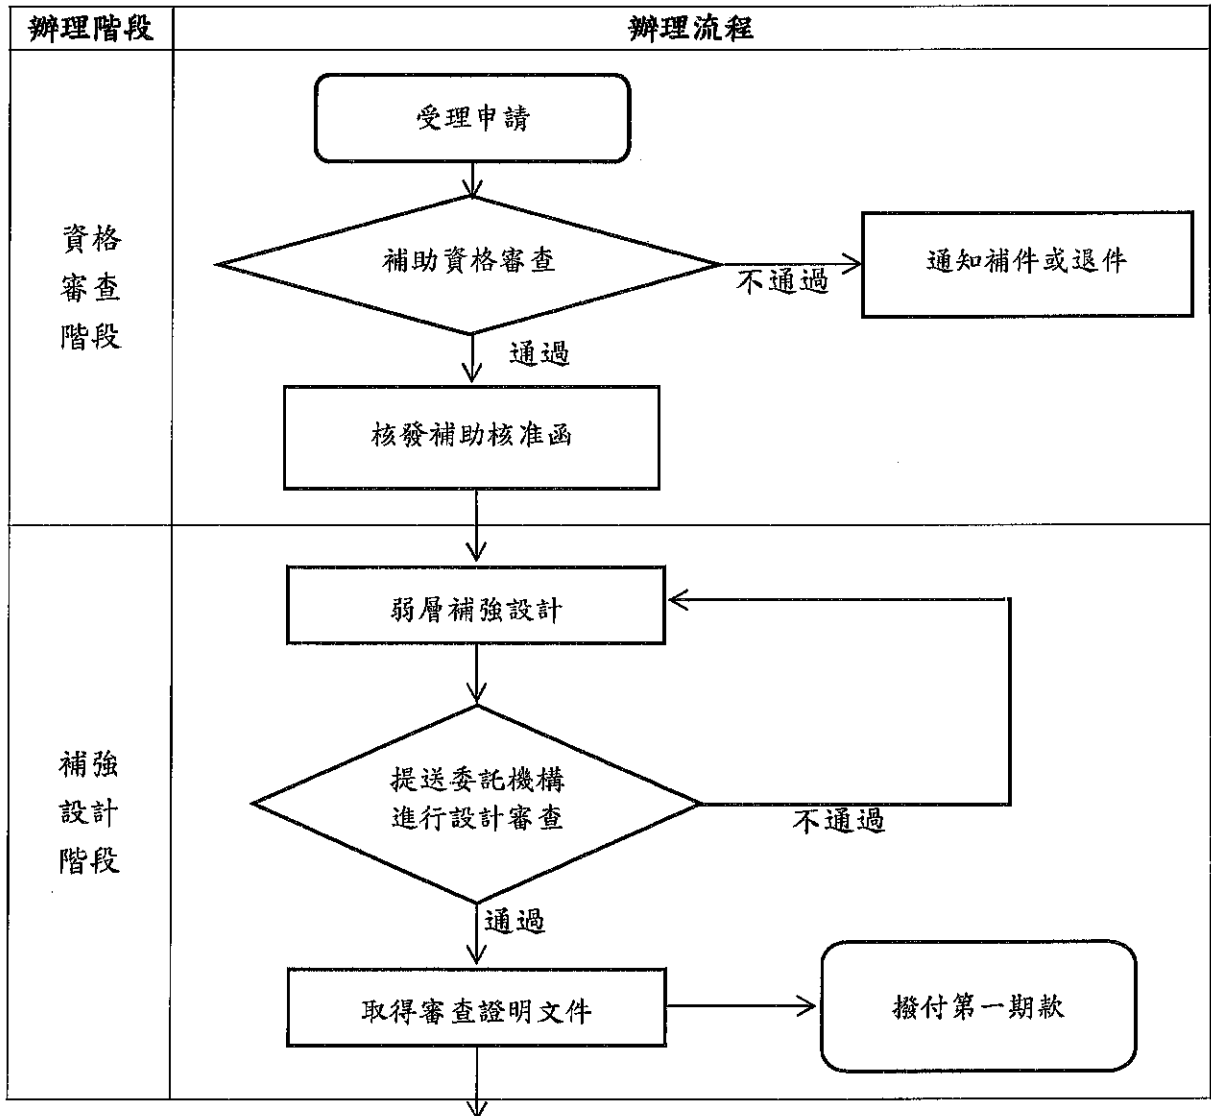 辦理階段
辦理流程
資格
審查
階段
受理申請
補助資格審查
不通過
通知補件或退件
通過
核發補助核准函
補強
設計
階段
弱層補強設計
提送委託機構
進行設計審查
不通過
通過
取得審查證明文件
撥付第一期款